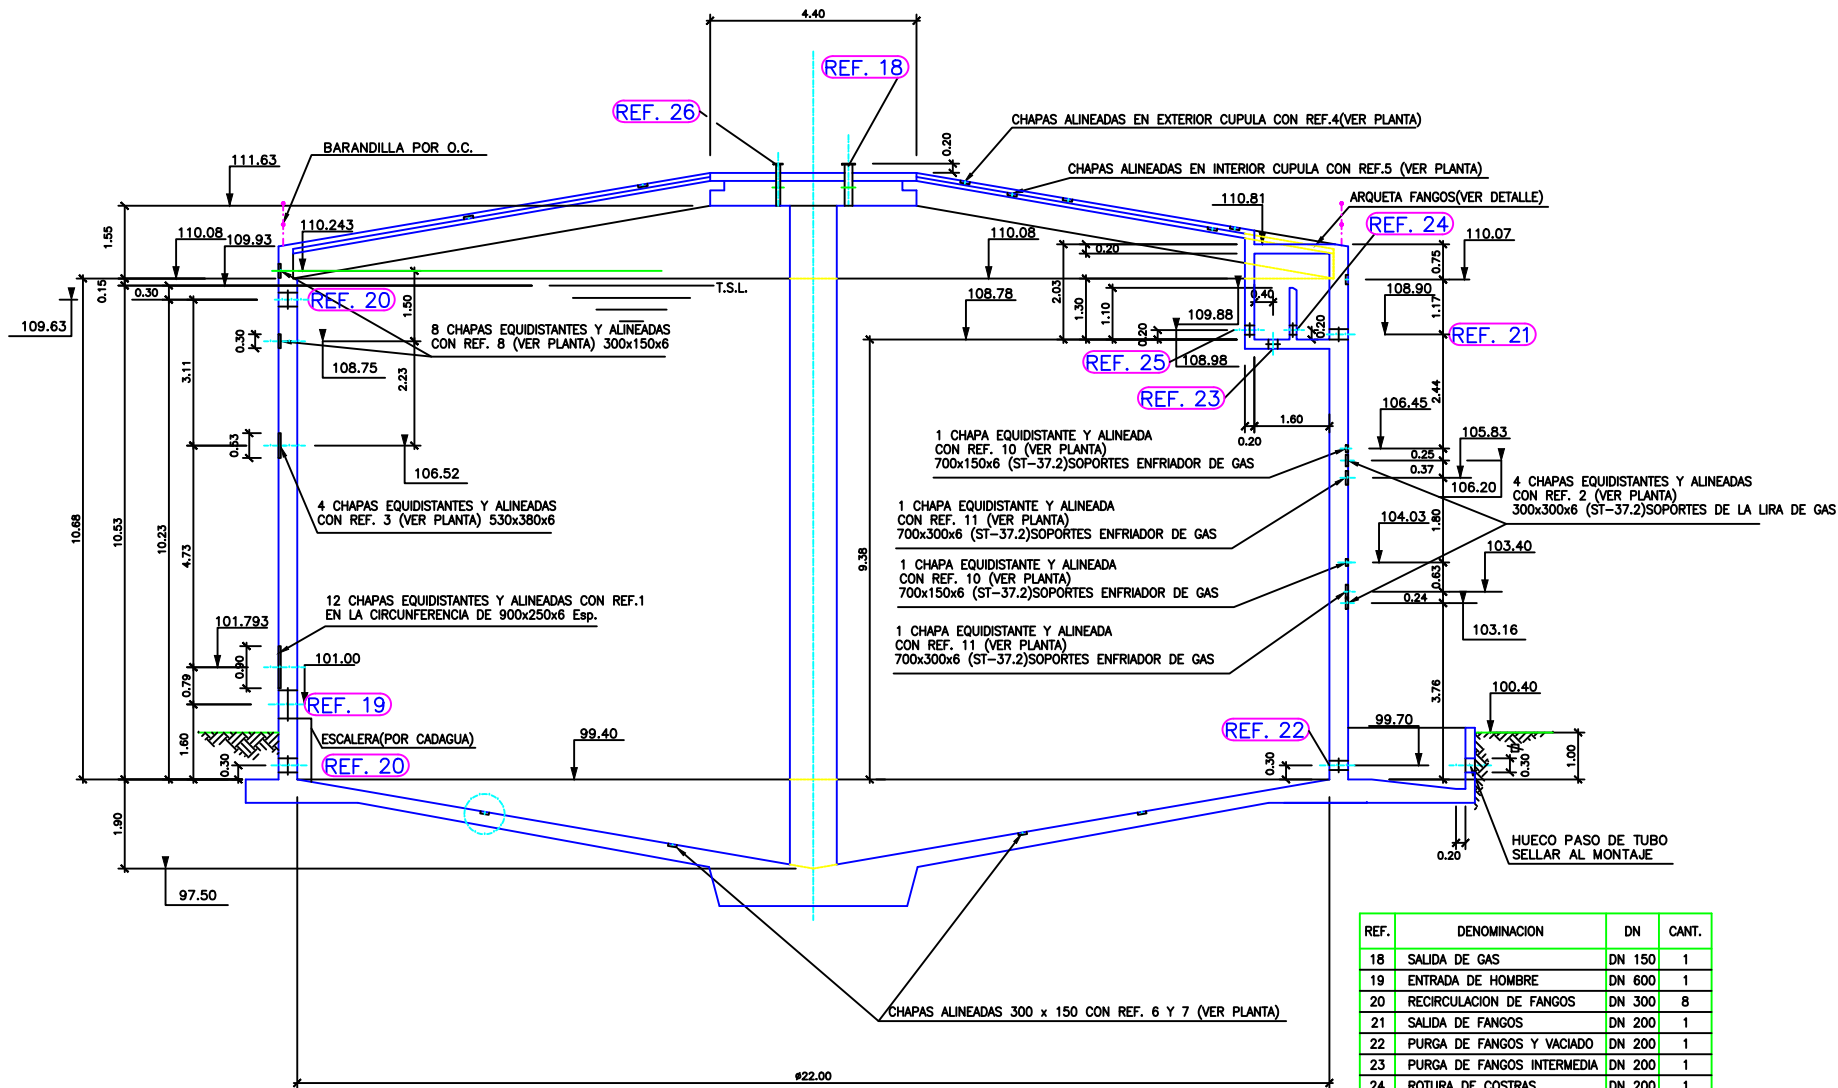 4.40
REF. 18
REF. 26
CHAPAS ALINEADAS EN EXTERIOR CUPULA CON REF.4(VER PLANTA)
BARANDILLA POR O.C.
0.20
111.63
CHAPAS ALINEADAS EN INTERIOR CUPULA CON REF.5 (VER PLANTA)
110.81
ARQUETA FANGOS(VER DETALLE)
REF. 24
1.55
110.08
109.93
110.243
110.08
0.20
110.07
0.75
0.15
0.30
REF. 20
1.50
T.S.L.
108.78
2.03
1.30
1.10
0.40
109.88
0.20
0.20
108.90
1.17
REF. 21
109.63
0.30
8 CHAPAS EQUIDISTANTES Y ALINEADAS
CON REF. 8 (VER PLANTA) 300x150x6
108.75
3.11
2.23
REF. 25
108.98
REF. 23
2.44
106.45
0.20
1.60
0.53
106.52
1 CHAPA EQUIDISTANTE Y ALINEADA
CON REF. 10 (VER PLANTA)
700x150x6 (ST-37.2)SOPORTES ENFRIADOR DE GAS
105.83
0.25
0.37
106.20
4 CHAPAS EQUIDISTANTES Y ALINEADAS
CON REF. 2 (VER PLANTA)
300x300x6 (ST-37.2)SOPORTES DE LA LIRA DE GAS
4 CHAPAS EQUIDISTANTES Y ALINEADAS
CON REF. 3 (VER PLANTA) 530x380x6
1 CHAPA EQUIDISTANTE Y ALINEADA
CON REF. 11 (VER PLANTA)
700x300x6 (ST-37.2)SOPORTES ENFRIADOR DE GAS
104.03
1.80
10.68
10.53
10.23
4.73
9.38
1 CHAPA EQUIDISTANTE Y ALINEADA
CON REF. 10 (VER PLANTA)
700x150x6 (ST-37.2)SOPORTES ENFRIADOR DE GAS
103.40
0.63
0.24
12 CHAPAS EQUIDISTANTES Y ALINEADAS CON REF.1
EN LA CIRCUNFERENCIA DE 900x250x6 Esp.
101.793
1 CHAPA EQUIDISTANTE Y ALINEADA
CON REF. 11 (VER PLANTA)
700x300x6 (ST-37.2)SOPORTES ENFRIADOR DE GAS
103.16
0.90
101.00
0.79
REF. 19
3.76
100.40
1.60
ESCALERA(POR CADAGUA)
99.40
REF. 22
99.70
0.30
REF. 20
0.30
0.30
1.00
1.90
97.50
0.20
HUECO PASO DE TUBO
SELLAR AL MONTAJE
CHAPAS ALINEADAS 300 x 150 CON REF. 6 Y 7 (VER PLANTA)
ø22.00
REF. DENOMINACION DN CANT.
18 SALIDA DE GAS DN 150 1
19 ENTRADA DE HOMBRE DN 600 1
20 RECIRCULACION DE FANGOS DN 300 8
21 SALIDA DE FANGOS DN 200 1
22 PURGA DE FANGOS Y VACIADO DN 200 1
23 PURGA DE FANGOS INTERMEDIA DN 200 1
24 ROTURA DE COSTRAS DN 200 1